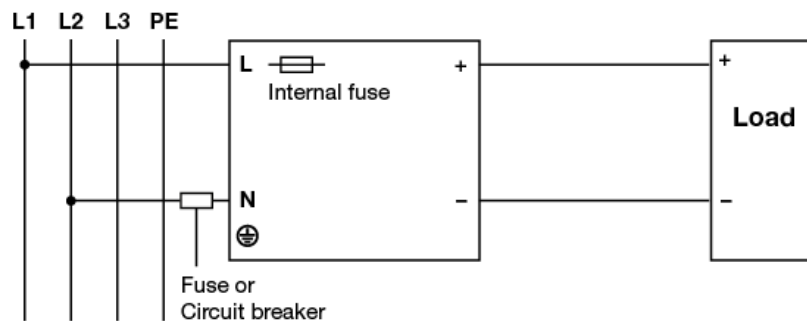 L1 L2 L3 PE
L
+
+
Internal fuse
Load
N
−
−
Fuse or
Circuit breaker